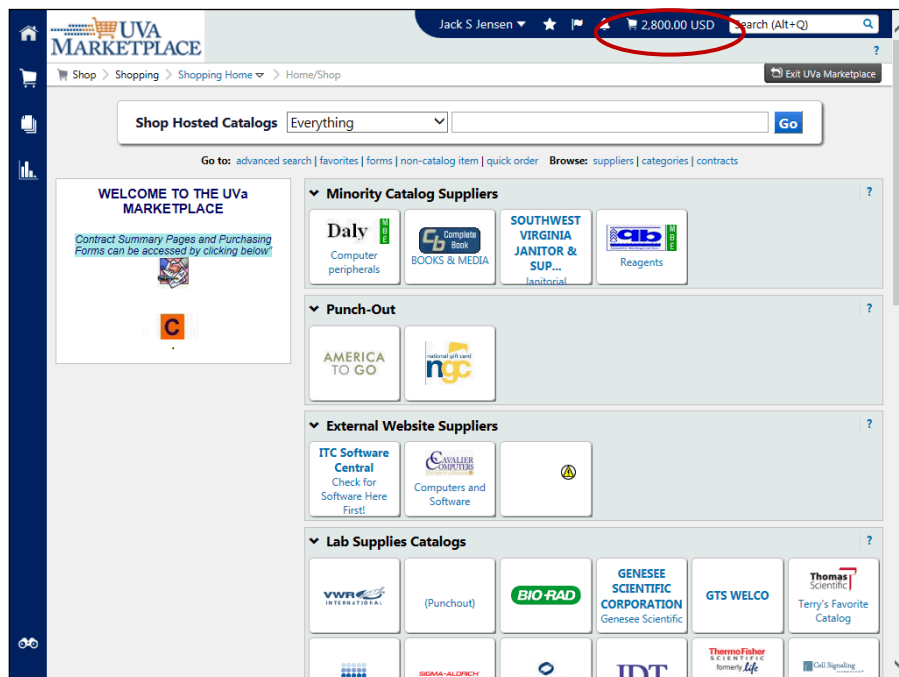 UVA
MARKETPLACE
Jack S Jensen
2,800.00 USD
Search (Alt+Q)
?
Shop > Shopping > Shopping Home > Home/Shop
Exit UVa Marketplace
Shop Hosted Catalogs
Everything
Go
Go to: advanced search | favorites | forms | non-catalog item | quick order Browse: suppliers | categories | contracts
WELCOME TO THE UVa
MARKETPLACE
Contract Summary Pages and Purchasing
Forms can be accessed by clicking below"
C
.
Minority Catalog Suppliers
?
Daly
MBE
Computer
peripherals
Cb Complete
Book
BOOKS & MEDIA
SOUTHWEST
VIRGINIA
JANITOR &
SUP...
Janitorial
MBE
Reagents
Punch-Out
?
AMERICA
TO GO
national gift card
ngc
External Website Suppliers
?
ITC Software
Central
Check for
Software Here
First!
CAVALIER
COMPUTERS
Computers and
Software
Lab Supplies Catalogs
?
VWR
INTERNATIONAL
(Punchout)
BIO-RAD
GENESEE
SCIENTIFIC
CORPORATION
Genesee Scientific
GTS WELCO
Thomas
Scientific
Terry's Favorite
Catalog
SIGMA-ALDRICH
IDT
ThermoFisher
SCIENTIFIC
formerly life
Cell Signaling